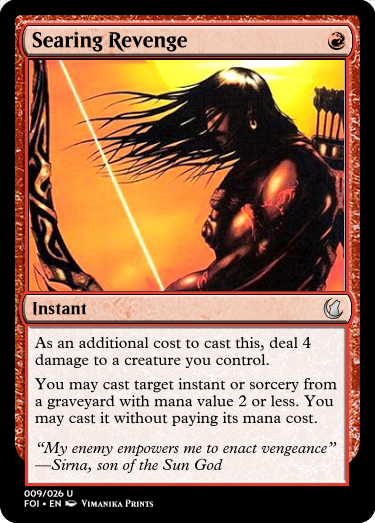 Searing Revenge
Instant
As an additional cost to cast this, deal 4
damage to a creature you control.
You may cast target instant or sorcery from
a graveyard with mana value 2 or less. You
may cast it without paying its mana cost.
“My enemy empowers me to enact vengeance”
—Sirna, son of the Sun God
009/026 U
FOI • EN Vimanika Prints